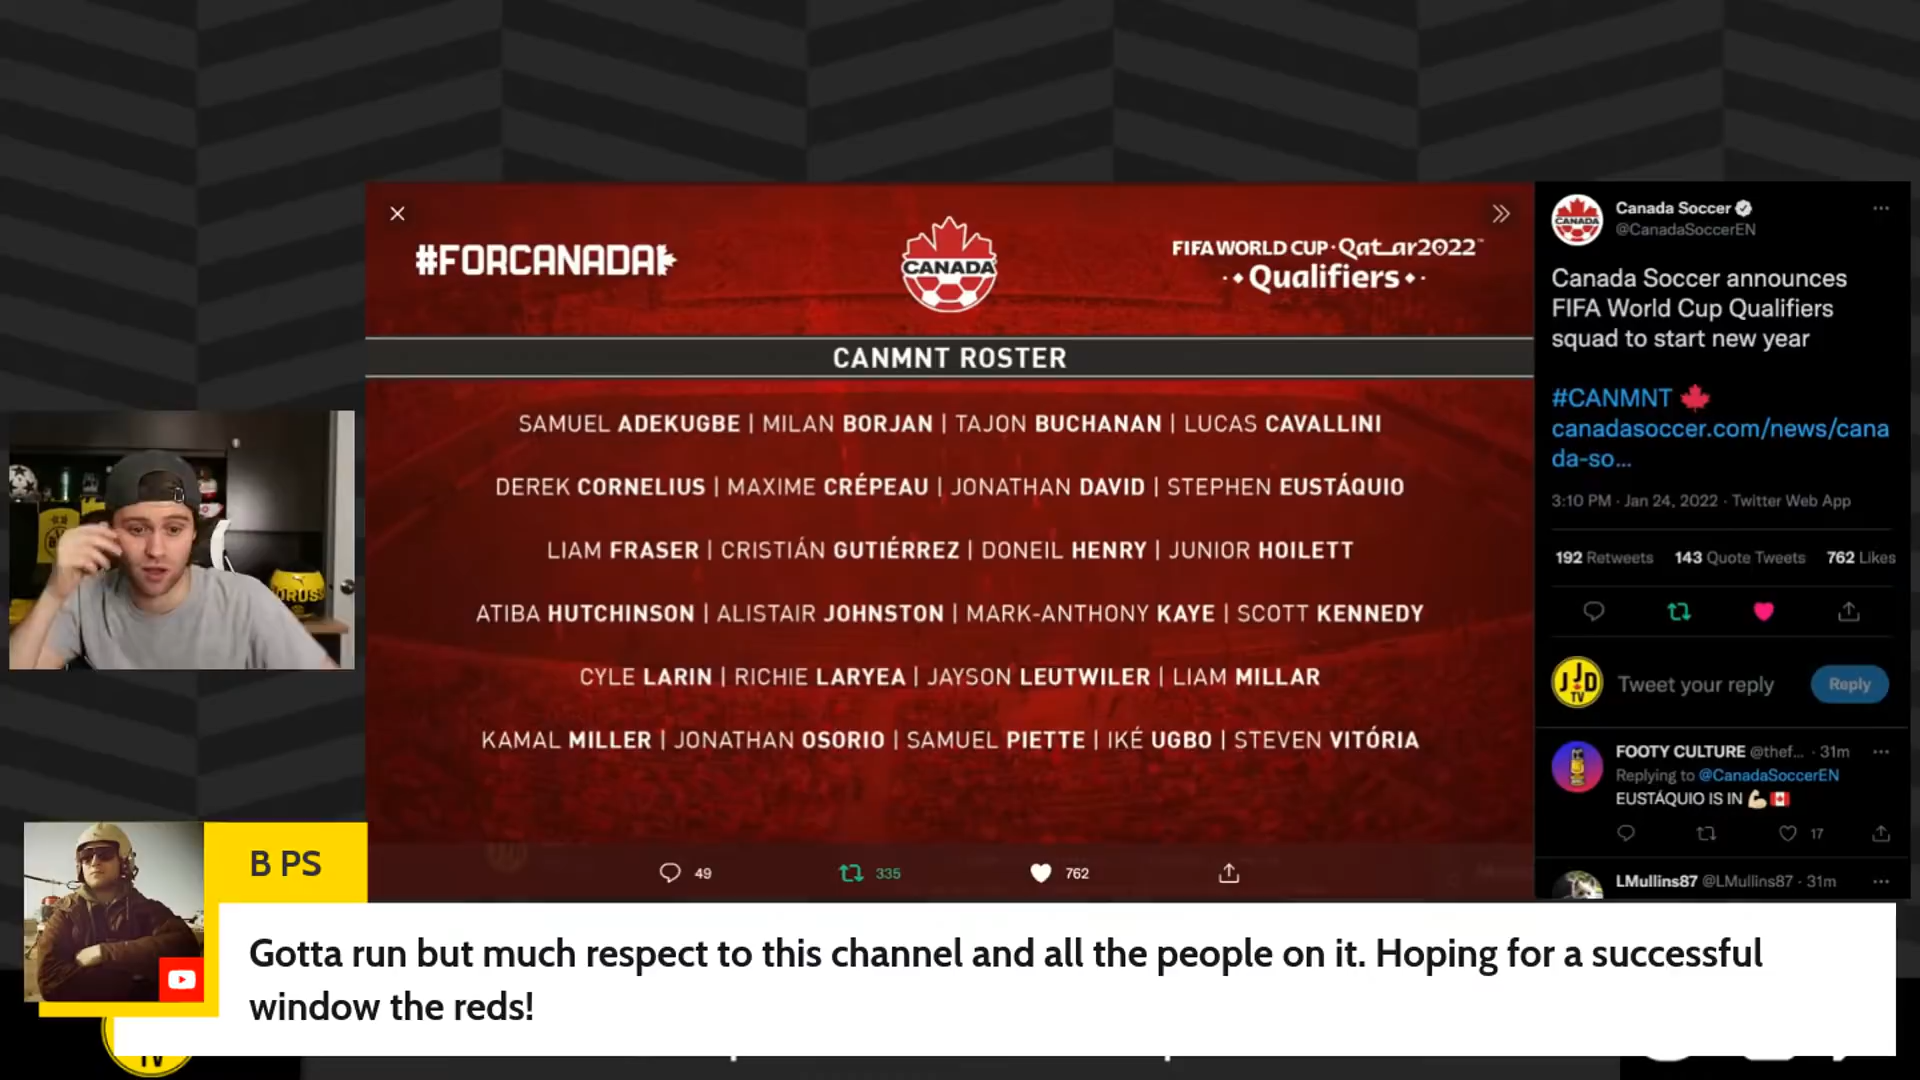 #FORCANADA
CANADA
FIFA WORLD CUP·Qatar2022™
Qualifiers
CANMNT ROSTER
SAMUEL ADEKUGBE | MILAN BORJAN | TAJON BUCHANAN | LUCAS CAVALLINI
DEREK CORNELIUS | MAXIME CRÉPEAU | JONATHAN DAVID | STEPHEN EUSTÁQUIO
LIAM FRASER | CRISTIÁN GUTIÉRREZ | DONEIL HENRY | JUNIOR HOILETT
ATIBA HUTCHINSON | ALISTAIR JOHNSTON | MARK-ANTHONY KAYE | SCOTT KENNEDY
CYLE LARIN | RICHIE LARYEA | JAYSON LEUTWILER | LIAM MILLAR
KAMAL MILLER | JONATHAN OSORIO | SAMUEL PIETTE | IKÉ UGBO | STEVEN VITÓRIA
49 335 762
CANADA
Canada Soccer
@CanadaSoccerEN
Canada Soccer announces
FIFA World Cup Qualifiers
squad to start new year
#CANMNT 🍁
canadasoccer.com/news/cana
da-so...
3:10 PM · Jan 24, 2022 · Twitter Web App
192 Retweets 143 Quote Tweets 762 Likes
JJD
TV
Tweet your reply
Reply
FOOTY CULTURE @thef... · 31m
Replying to @CanadaSoccerEN
EUSTÁQUIO IS IN 💪🏻🇨🇦
17
LMullins87 @LMullins87 · 31m
B PS
Gotta run but much respect to this channel and all the people on it. Hoping for a successful
window the reds!
TV